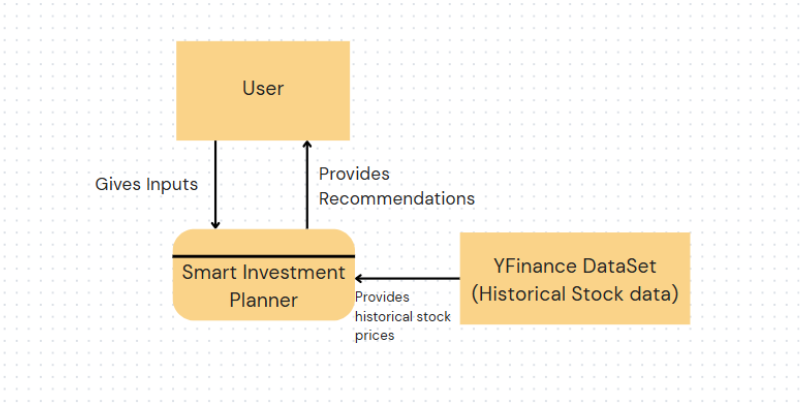 User
Gives Inputs
Provides
Recommendations
Smart Investment
Planner
Provides
historical stock
prices
YFinance DataSet
(Historical Stock data)